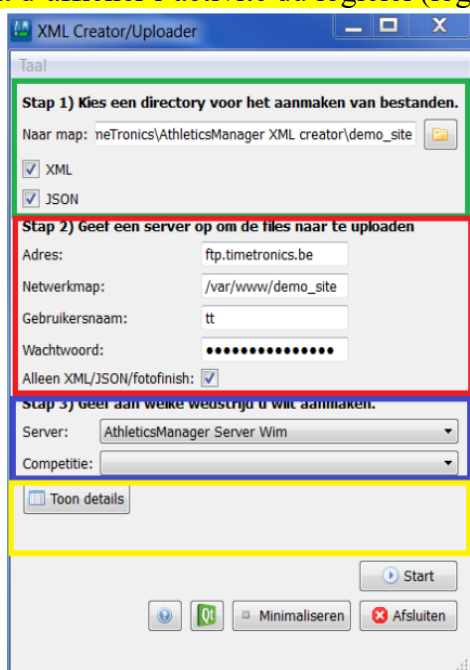 XML Creator/Uploader
Taal
Stap 1) Kies een directory voor het aanmaken van bestanden.
Naar map: meTronics\AthleticsManager XML creator\demo_site
XML
JSON
Stap 2) Geef een server op om de files naar te uploaden
Adres: ftp.timetronics.be
Netwerkmap: /var/www/demo_site
Gebruikersnaam: tt
Wachtwoord: ●●●●●●●●●●●●●●●
Alleen XML/JSON/fotofinish:
Stap 3) Geef aan welke wedstrijd u wilt aanmaken.
Server: AthleticsManager Server Wim
Competitie:
Toon details
Start
Qt Minimaliseren Afsluiten